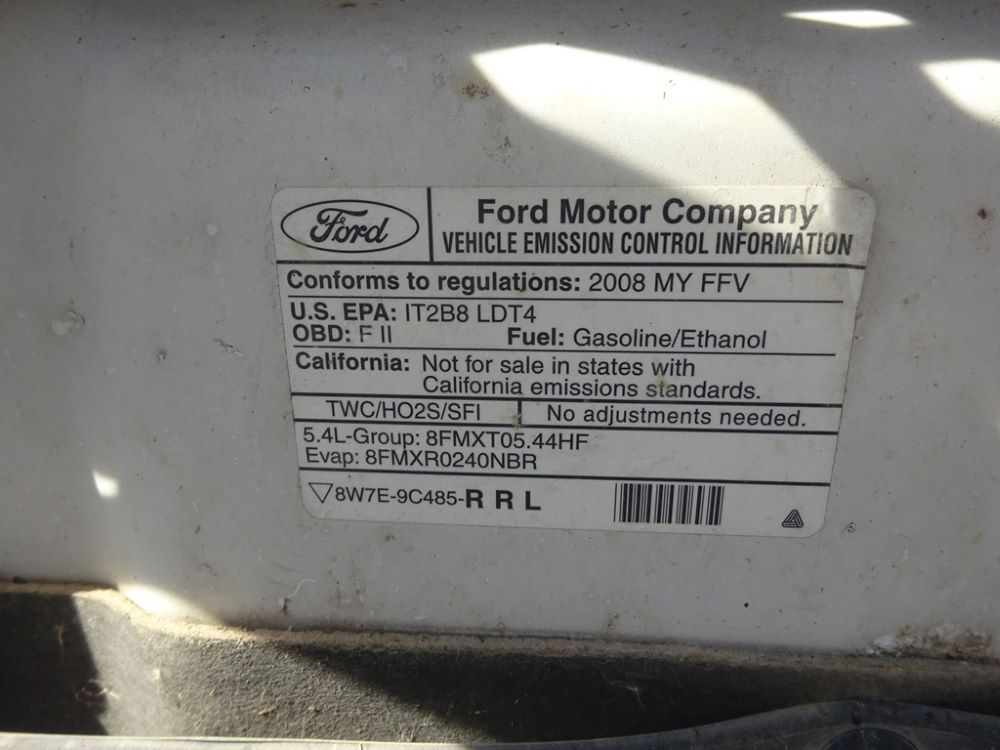 Ford
Ford Motor Company
VEHICLE EMISSION CONTROL INFORMATION
Conforms to regulations: 2008 MY FFV
U.S. EPA: IT2B8 LDT4
OBD: F II Fuel: Gasoline/Ethanol
California: Not for sale in states with
California emissions standards.
TWC/HO2S/SFI No adjustments needed.
5.4L-Group: 8FMXT05.44HF
Evap: 8FMXR0240NBR
8W7E-9C485-R R L